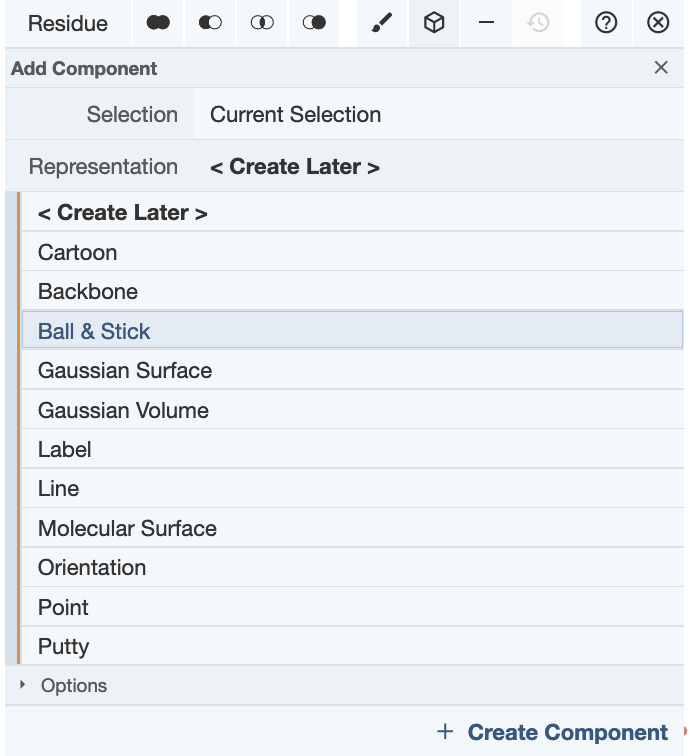 Residue
Add Component
Selection Current Selection
Representation < Create Later >
< Create Later >
Cartoon
Backbone
Ball & Stick
Gaussian Surface
Gaussian Volume
Label
Line
Molecular Surface
Orientation
Point
Putty
Options
+ Create Component